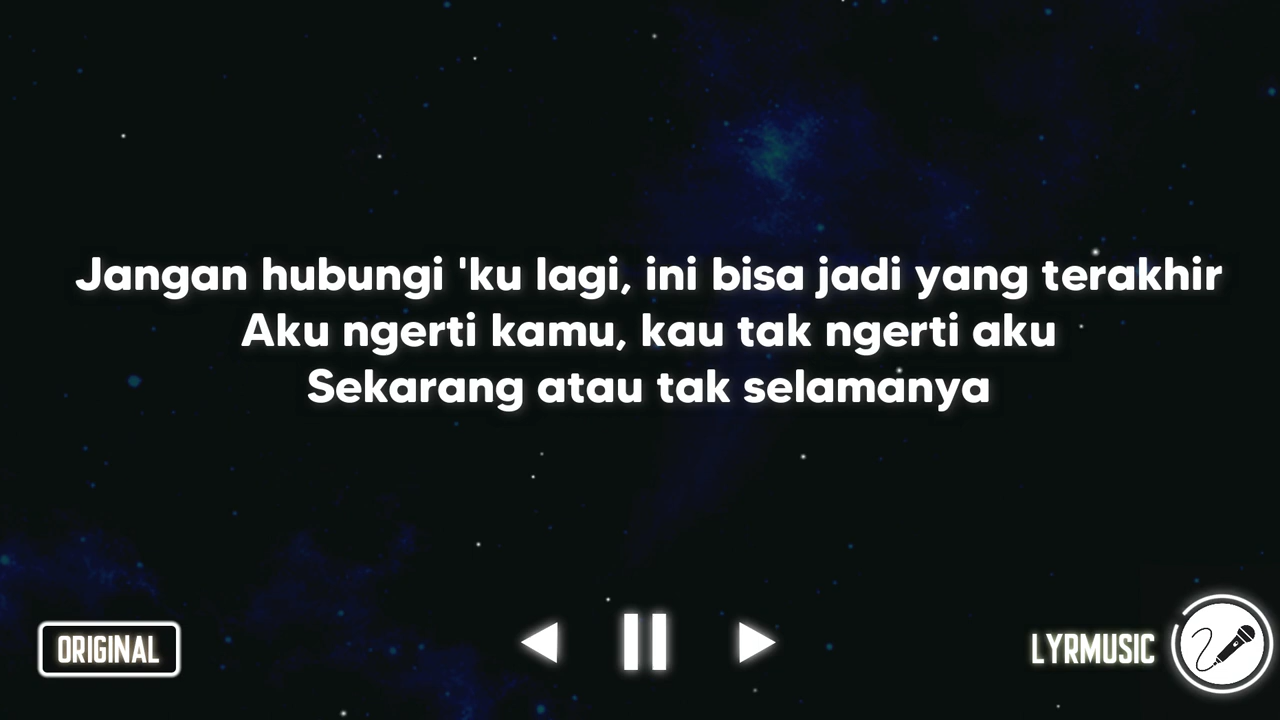 Jangan hubungi 'ku lagi, ini bisa jadi yang terakhir
Aku ngerti kamu, kau tak ngerti aku
Sekarang atau tak selamanya
ORIGINAL
LYRMUSIC